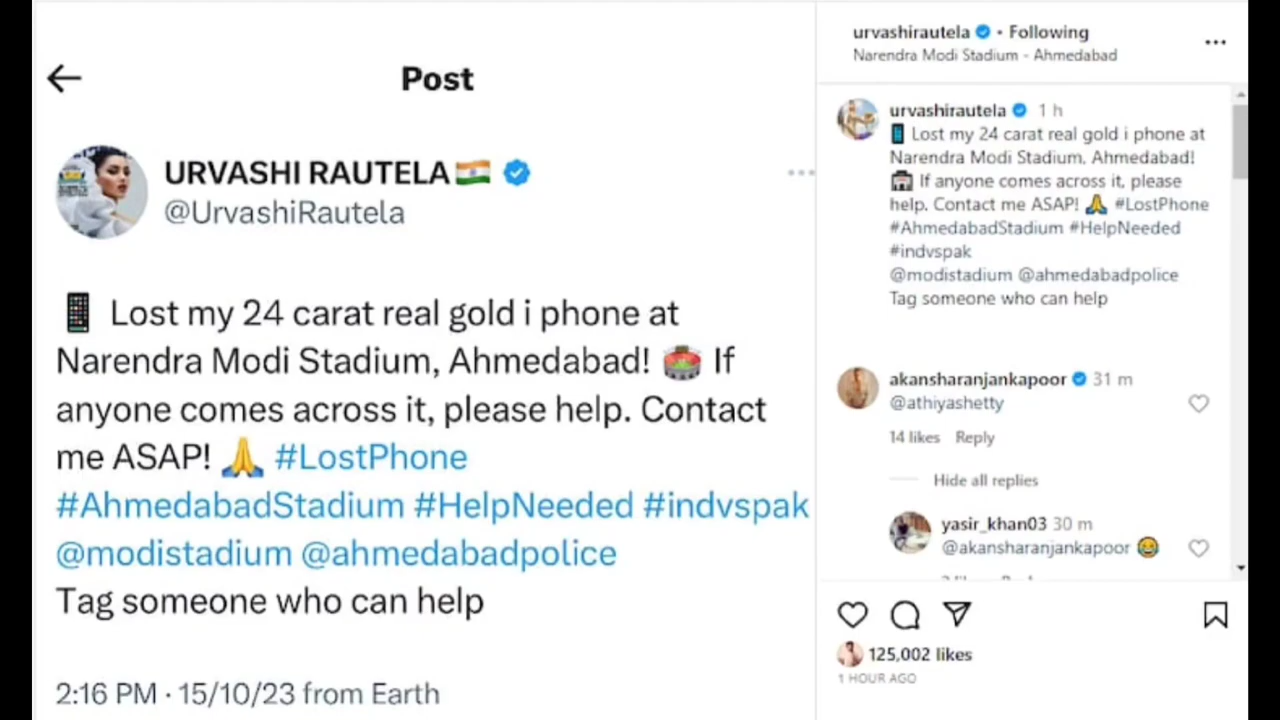 Post
URVASHI RAUTELA🇮🇳
@UrvashiRautela
📱 Lost my 24 carat real gold i phone at
Narendra Modi Stadium, Ahmedabad! 🏟️ If
anyone comes across it, please help. Contact
me ASAP! 🙏 #LostPhone
#AhmedabadStadium #HelpNeeded #indvspak
@modistadium @ahmedabadpolice
Tag someone who can help
2:16 PM · 15/10/23 from Earth
urvashirautela • Following
Narendra Modi Stadium - Ahmedabad
urvashirautela 1 h
📱 Lost my 24 carat real gold i phone at
Narendra Modi Stadium, Ahmedabad!
🏟️ If anyone comes across it, please
help. Contact me ASAP! 🙏 #LostPhone
#AhmedabadStadium #HelpNeeded
#indvspak
@modistadium @ahmedabadpolice
Tag someone who can help
akansharanjankapoor 31 m
@athiyashetty
14 likes Reply
Hide all replies
yasir_khan03 30 m
@akansharanjankapoor 😂
125,002 likes
1 HOUR AGO